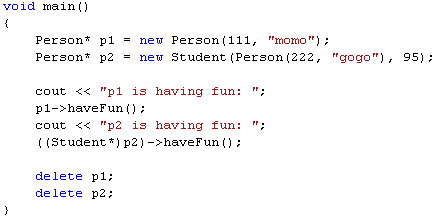 void main()
{
    Person* p1 = new Person(111, "momo");
    Person* p2 = new Student(Person(222, "gogo"), 95);

    cout << "p1 is having fun: ";
    p1->haveFun();
    cout << "p2 is having fun: ";
    ((Student*)p2)->haveFun();

    delete p1;
    delete p2;
}